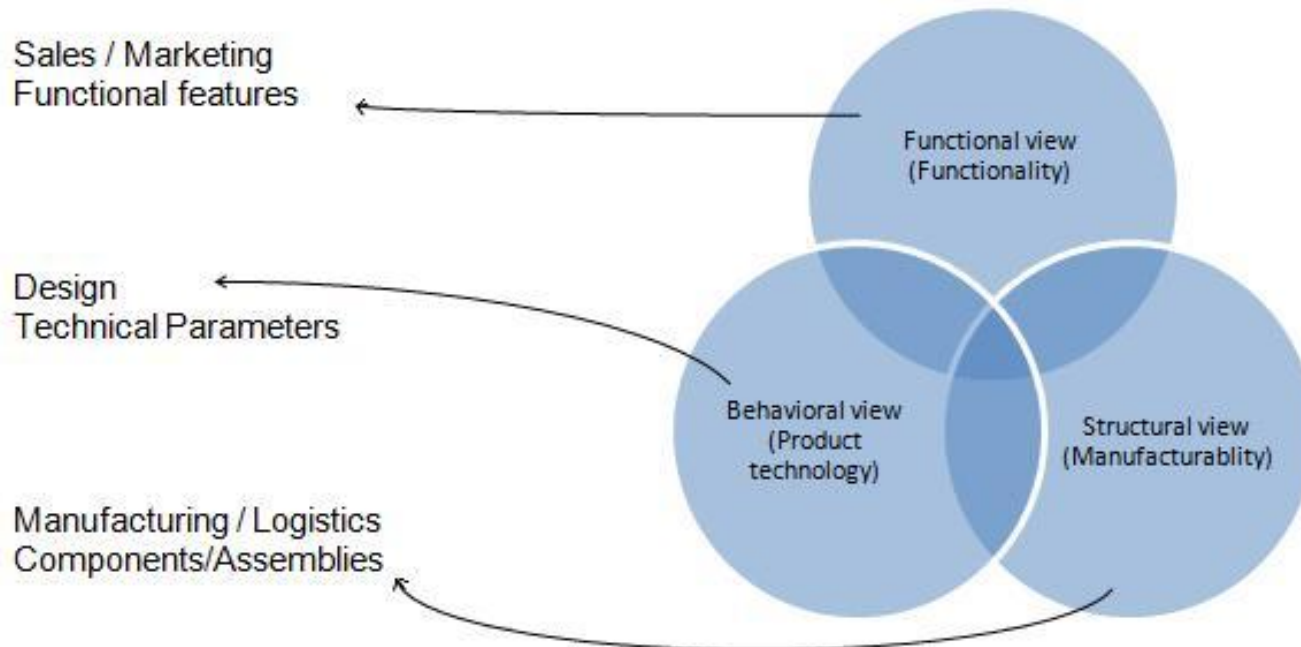 Sales / Marketing
Functional features
Functional view
(Functionality)
Design
Technical Parameters
Behavioral view
(Product
technology)
Structural view
(Manufacturablity)
Manufacturing / Logistics
Components/Assemblies